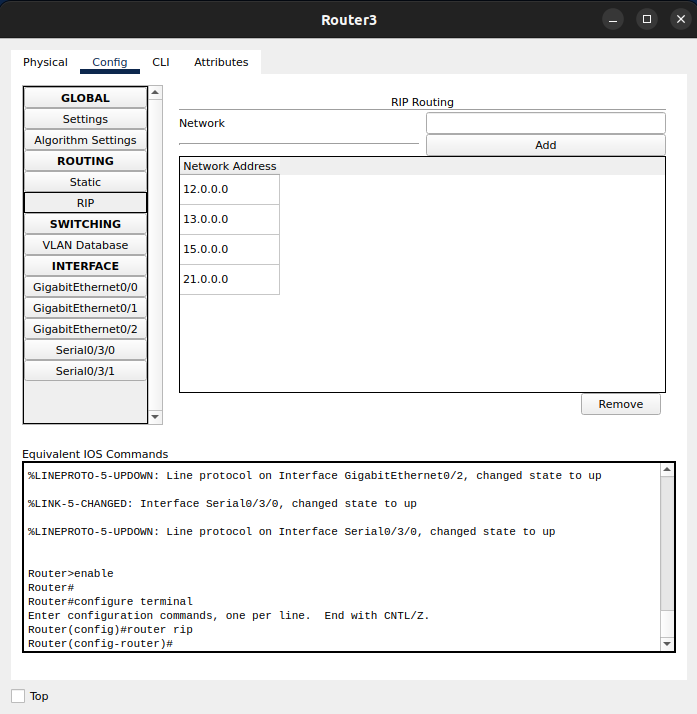 Router3
Physical Config CLI Attributes
GLOBAL
Settings
Algorithm Settings
ROUTING
Static
RIP
SWITCHING
VLAN Database
INTERFACE
GigabitEthernet0/0
GigabitEthernet0/1
GigabitEthernet0/2
Serial0/3/0
Serial0/3/1
RIP Routing
Network
Add
Network Address
12.0.0.0
13.0.0.0
15.0.0.0
21.0.0.0
Remove
Equivalent IOS Commands
%LINEPROTO-5-UPDOWN: Line protocol on Interface GigabitEthernet0/2, changed state to up
%LINK-5-CHANGED: Interface Serial0/3/0, changed state to up
%LINEPROTO-5-UPDOWN: Line protocol on Interface Serial0/3/0, changed state to up
Router>enable
Router#
Router#configure terminal
Enter configuration commands, one per line.  End with CNTL/Z.
Router(config)#router rip
Router(config-router)#
Top